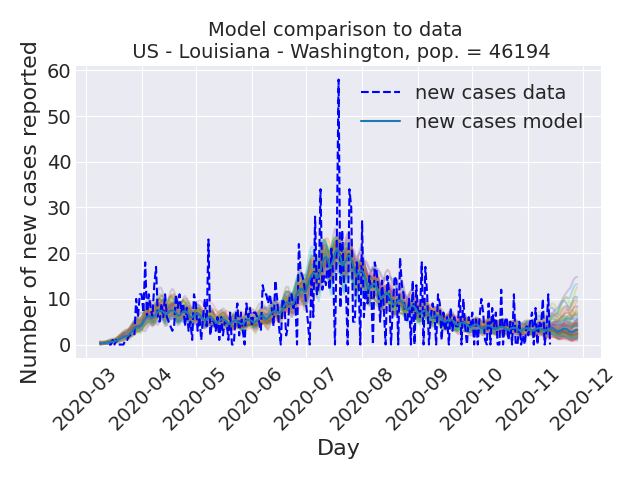 Model comparison to data
US - Louisiana - Washington, pop. = 46194
Number of new cases reported
60
50
40
30
20
10
0
new cases data
new cases model
2020-03
2020-04
2020-05
2020-06
2020-07
2020-08
2020-09
2020-10
2020-11
2020-12
Day